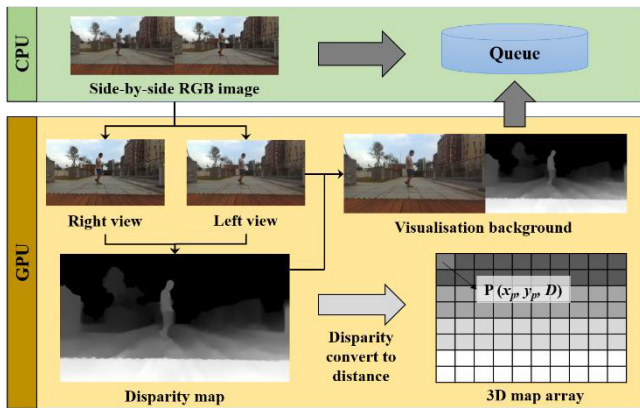 CPU
Side-by-side RGB image
Queue
GPU
Right view
Left view
Visualisation background
P (xₚ, yₚ, D)
Disparity
convert to
distance
Disparity map
3D map array